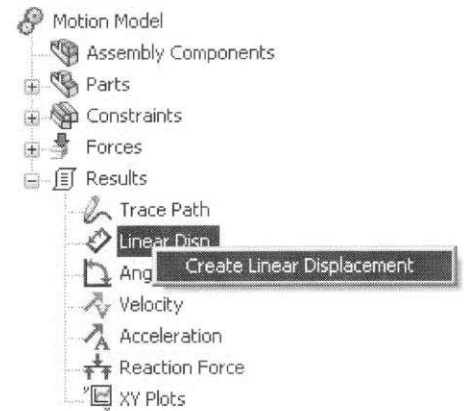 Motion Model
Assembly Components
Parts
Constraints
Forces
Results
Trace Path
Linear Disp
Create Linear Displacement
Ang
Velocity
Acceleration
Reaction Force
XY Plots